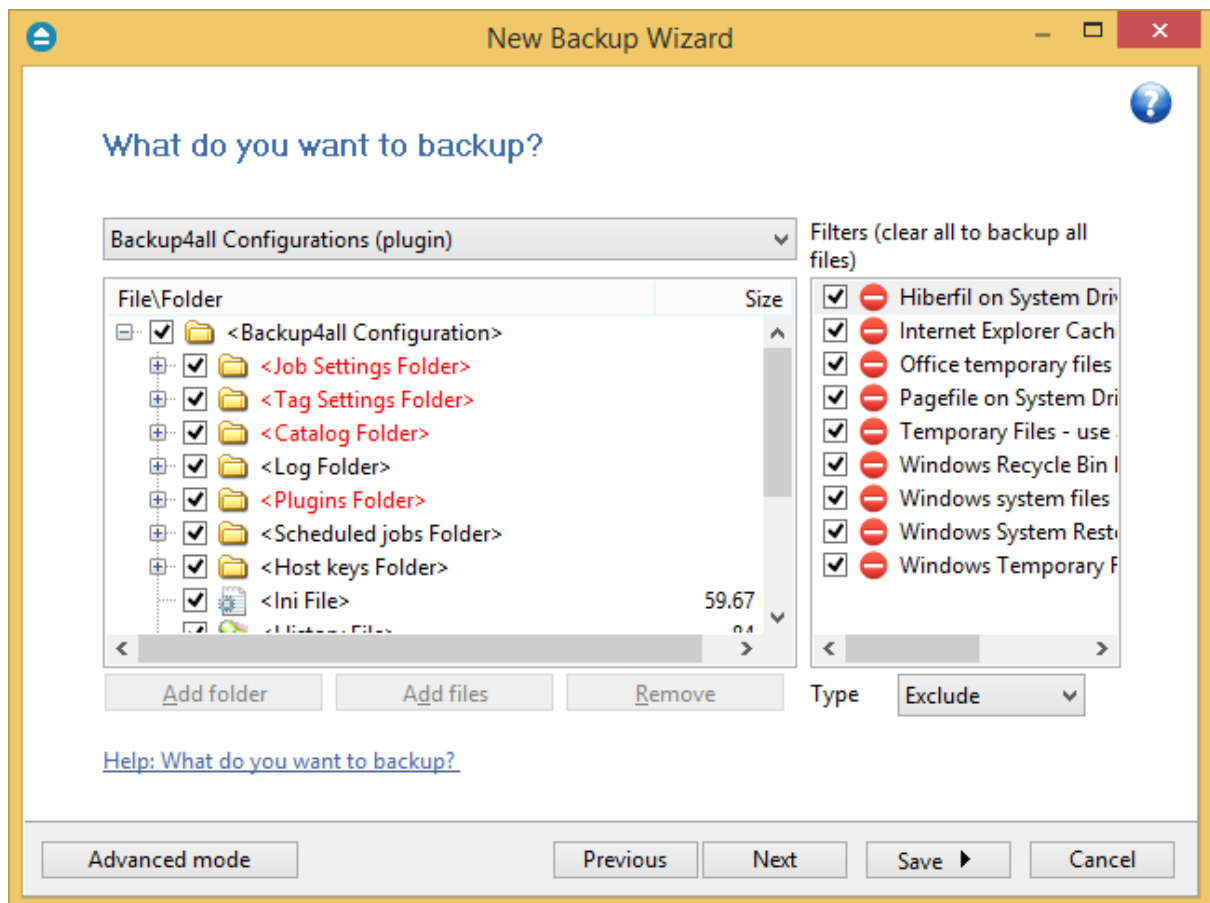 New Backup Wizard
What do you want to backup?
Backup4all Configurations (plugin)
Filters (clear all to backup all
files)
File\Folder Size
<Backup4all Configuration>
<Job Settings Folder>
<Tag Settings Folder>
<Catalog Folder>
<Log Folder>
<Plugins Folder>
<Scheduled jobs Folder>
<Host keys Folder>
<Ini File> 59.67
<History File> 84
Hiberfil on System Driv
Internet Explorer Cach
Office temporary files
Pagefile on System Dri
Temporary Files - use
Windows Recycle Bin
Windows system files
Windows System Rest
Windows Temporary F
Add folder Add files Remove
Type Exclude
Help: What do you want to backup?
Advanced mode Previous Next Save Cancel